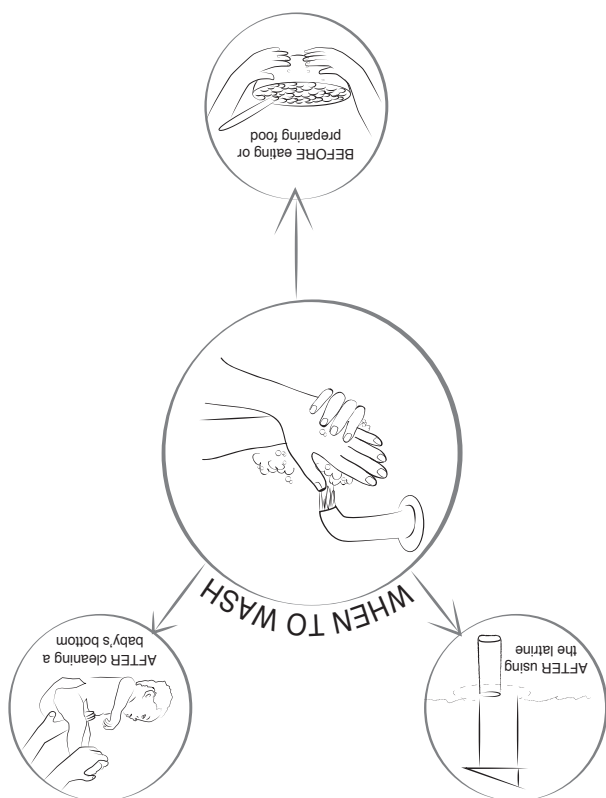 WHEN TO WASH
AFTER using
the latrine
AFTER cleaning a
baby's bottom
BEFORE eating or
preparing food